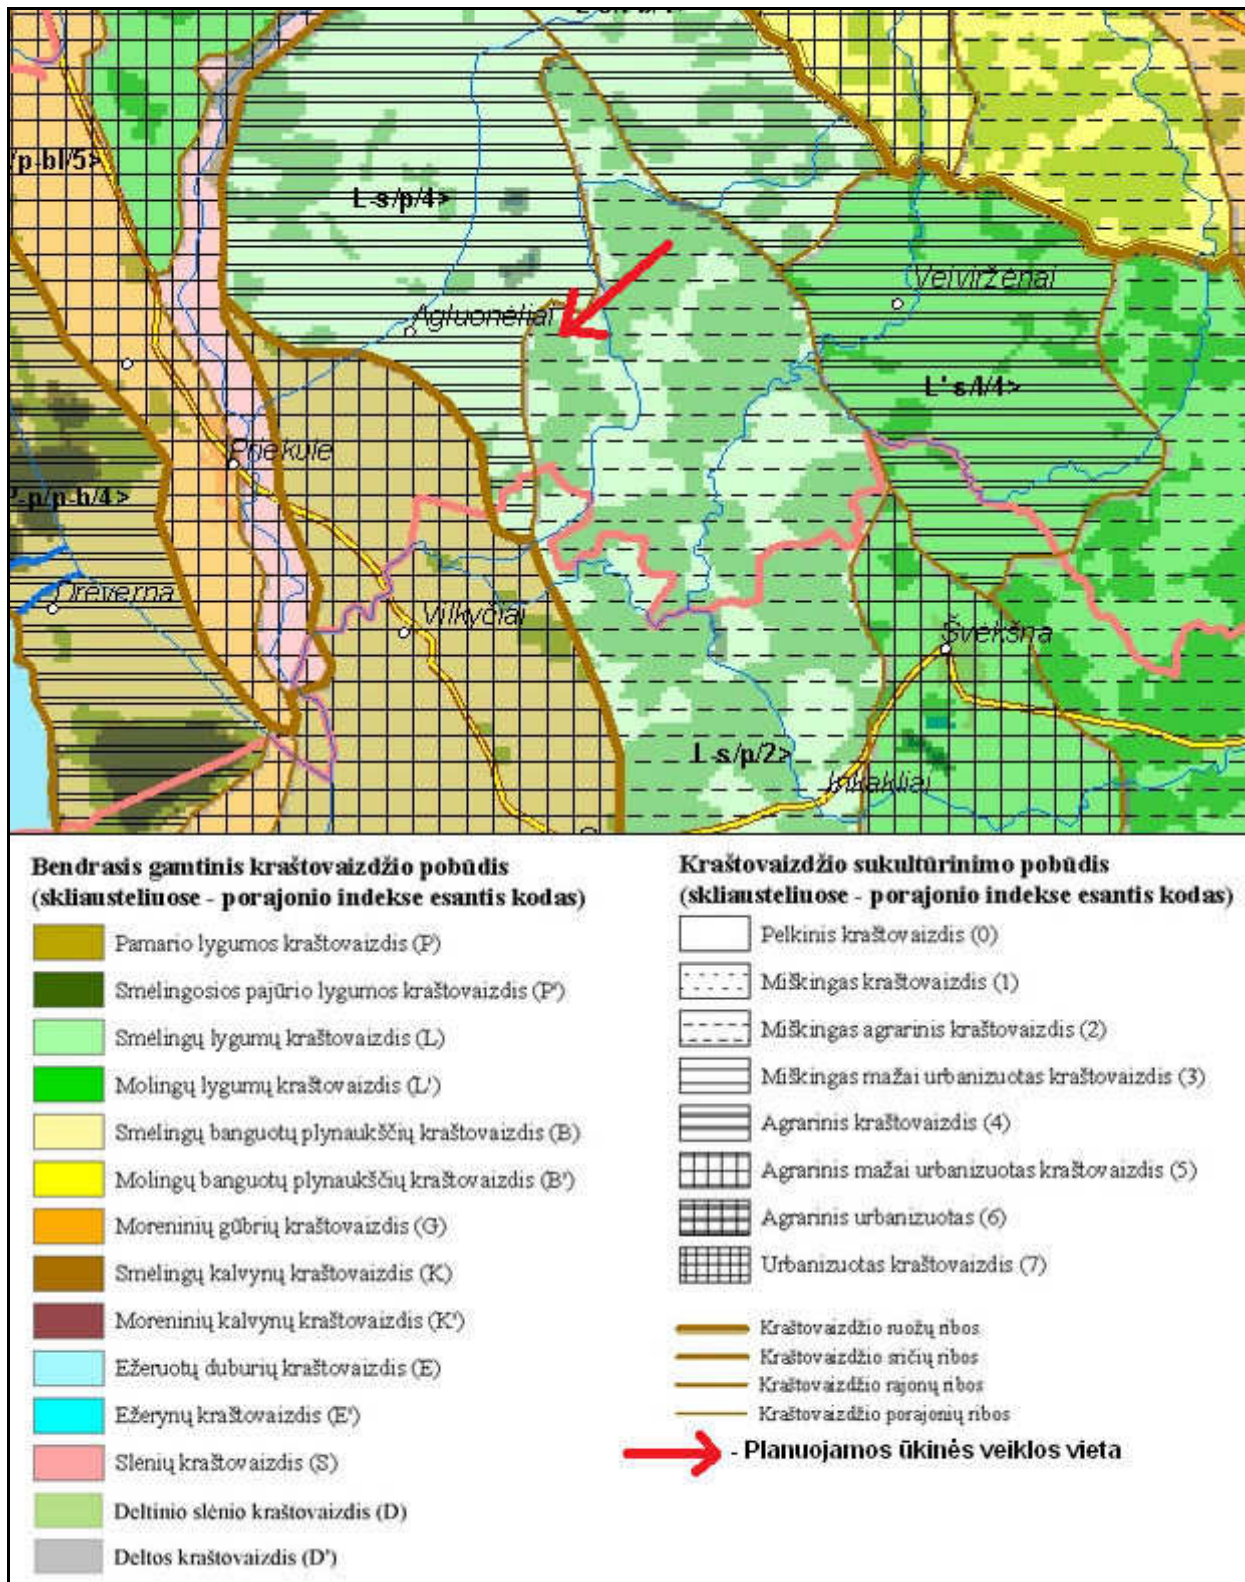 /p-bl/5>
L-s/p/4>
Veiviržėnai
Agluonėliai
L'-s/l/4>
Priekulė
P-p/p-h/4>
Dreverna
Vilkyčiai
Švėkšna
L-s/p/2>
Inkakliai
Bendrasis gamtinis kraštovaizdžio pobūdis
(skliausteliuose - porajonio indekse esantis kodas)
Pamario lygumos kraštovaizdis (P)
Smėlingosios pajūrio lygumos kraštovaizdis (P')
Smėlingų lygumų kraštovaizdis (L)
Molingų lygumų kraštovaizdis (L')
Smėlingų banguotų plynaukščių kraštovaizdis (B)
Molingų banguotų plynaukščių kraštovaizdis (B')
Moreninių gūbrių kraštovaizdis (G)
Smėlingų kalvynų kraštovaizdis (K)
Moreninių kalvynų kraštovaizdis (K')
Ežeruotų duburių kraštovaizdis (E)
Ežerynų kraštovaizdis (E')
Slėnių kraštovaizdis (S)
Deltinio slėnio kraštovaizdis (D)
Deltos kraštovaizdis (D')
Kraštovaizdžio sukultūrinimo pobūdis
(skliausteliuose - porajonio indekse esantis kodas)
Pelkinis kraštovaizdis (0)
Miškingas kraštovaizdis (1)
Miškingas agrarinis kraštovaizdis (2)
Miškingas mažai urbanizuotas kraštovaizdis (3)
Agrarinis kraštovaizdis (4)
Agrarinis mažai urbanizuotas kraštovaizdis (5)
Agrarinis urbanizuotas (6)
Urbanizuotas kraštovaizdis (7)
Kraštovaizdžio ruožų ribos
Kraštovaizdžio sričių ribos
Kraštovaizdžio rajonų ribos
Kraštovaizdžio porajonių ribos
- Planuojamos ūkinės veiklos vieta